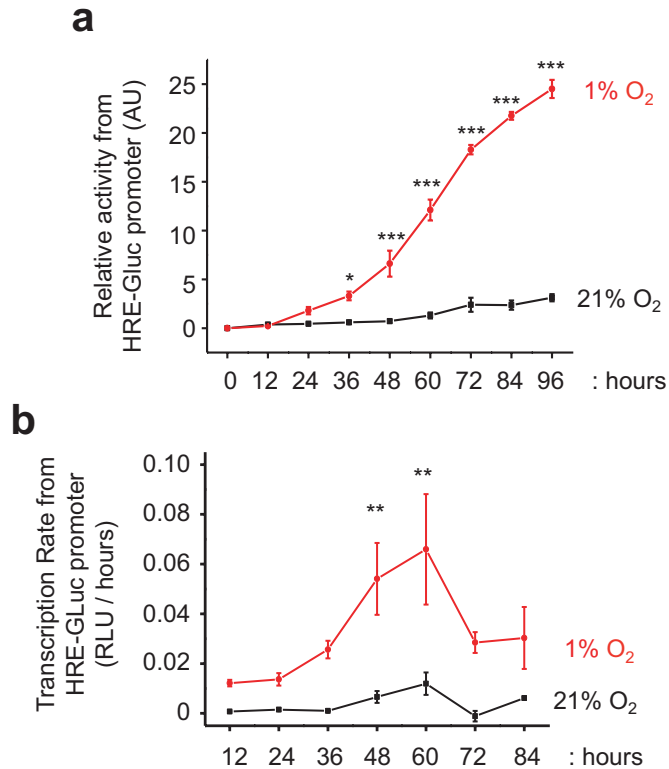 a
Relative activity from
HRE-Gluc promoter (AU)
25
20
15
10
5
0
*
***
***
***
***
***
1% O2
21% O2
0 12 24 36 48 60 72 84 96 : hours
b
Transcription Rate from
HRE-GLuc promoter
(RLU / hours)
0.10
0.08
0.06
0.04
0.02
0
**
**
1% O2
21% O2
12 24 36 48 60 72 84 : hours